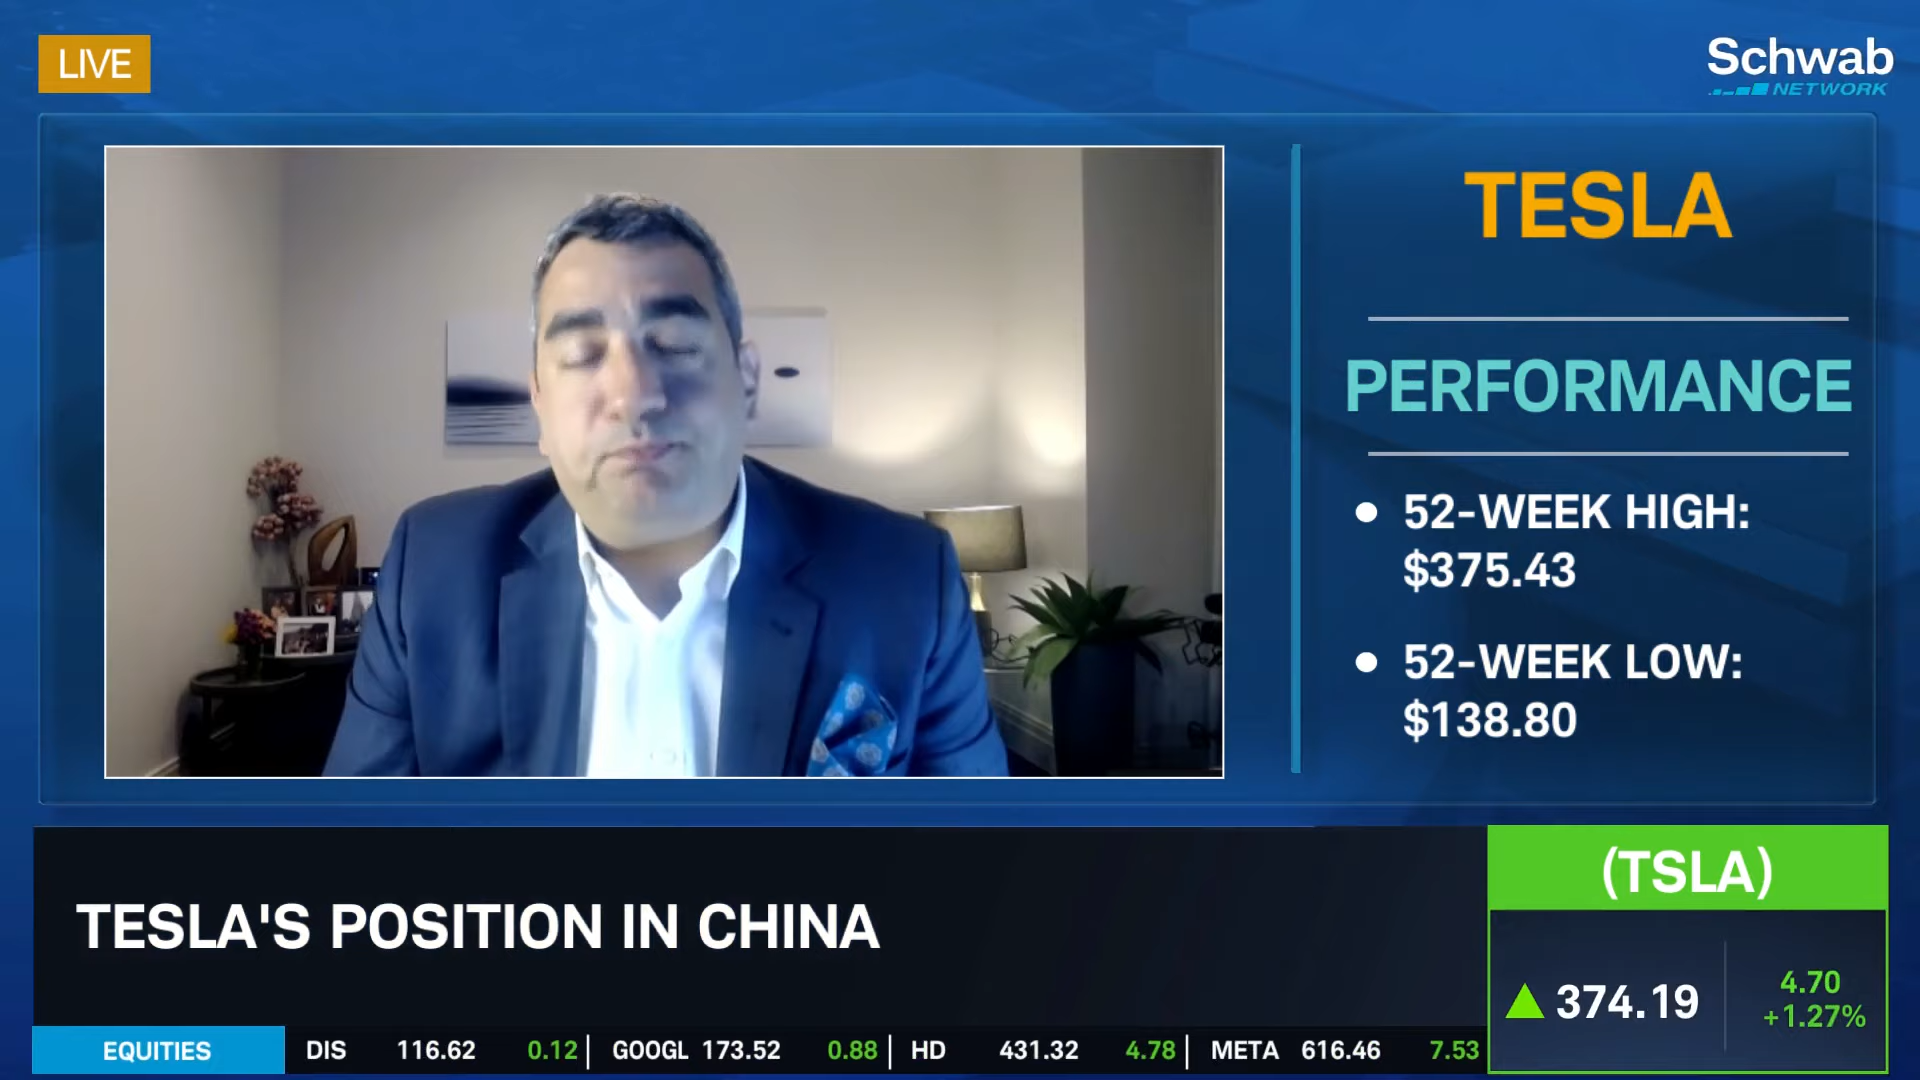 LIVE
Schwab
NETWORK
TESLA
PERFORMANCE
52-WEEK HIGH:
$375.43
52-WEEK LOW:
$138.80
TESLA'S POSITION IN CHINA
(TSLA)
374.19
4.70
+1.27%
EQUITIES DIS 116.62 0.12 GOOGL 173.52 0.88 HD 431.32 4.78 META 616.46 7.53